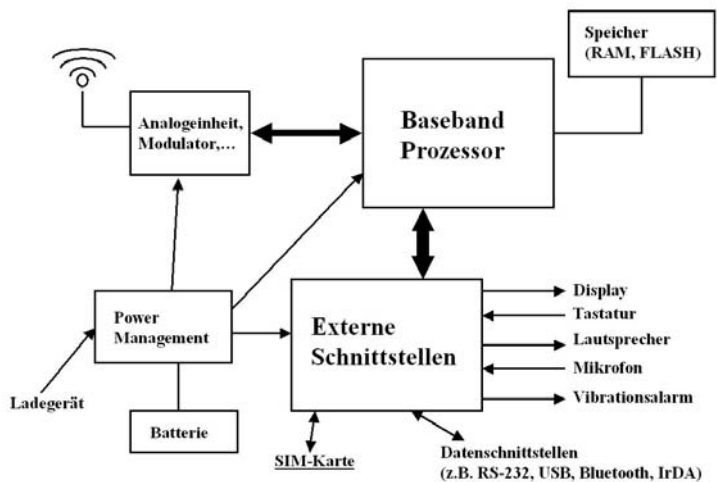 Speicher
(RAM, FLASH)
Analogeinheit,
Modulator,...
Baseband
Prozessor
Power
Management
Externe
Schnittstellen
Display
Tastatur
Lautsprecher
Mikrofon
Vibrationsalarm
Ladegerät
Batterie
SIM-Karte
Datenschnittstellen
(z.B. RS-232, USB, Bluetooth, IrDA)